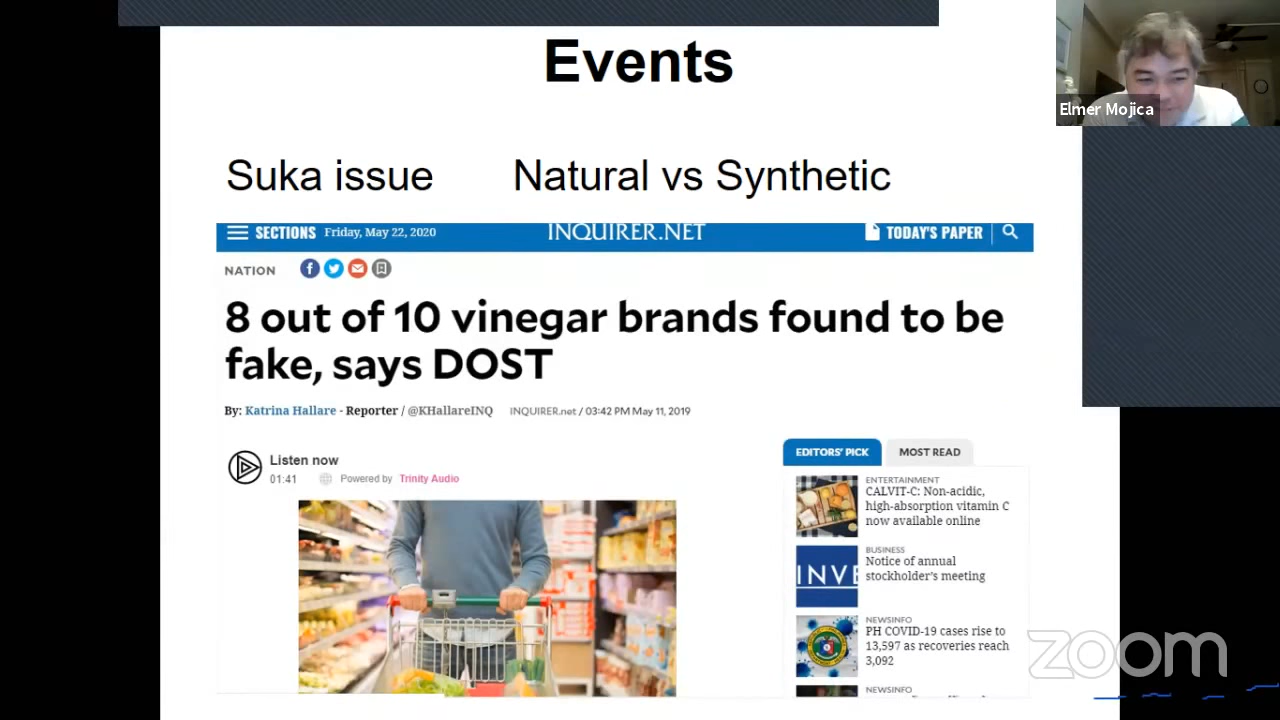 Events
Elmer Mojica
Suka issue Natural vs Synthetic
SECTIONS Friday, May 22, 2020 INQUIRER.NET TODAY'S PAPER
NATION
8 out of 10 vinegar brands found to be
fake, says DOST
By: Katrina Hallare - Reporter / @KHallareINQ INQUIRER.net / 03:42 PM May 11, 2019
Listen now
01:41 Powered by Trinity Audio
EDITORS' PICK MOST READ
ENTERTAINMENT
CALVIT-C: Non-acidic,
high-absorption vitamin C
now available online
INVE
BUSINESS
Notice of annual
stockholder's meeting
NEWSINFO
PH COVID-19 cases rise to
13,597 as recoveries reach
3,092
NEWSINFO
zoom